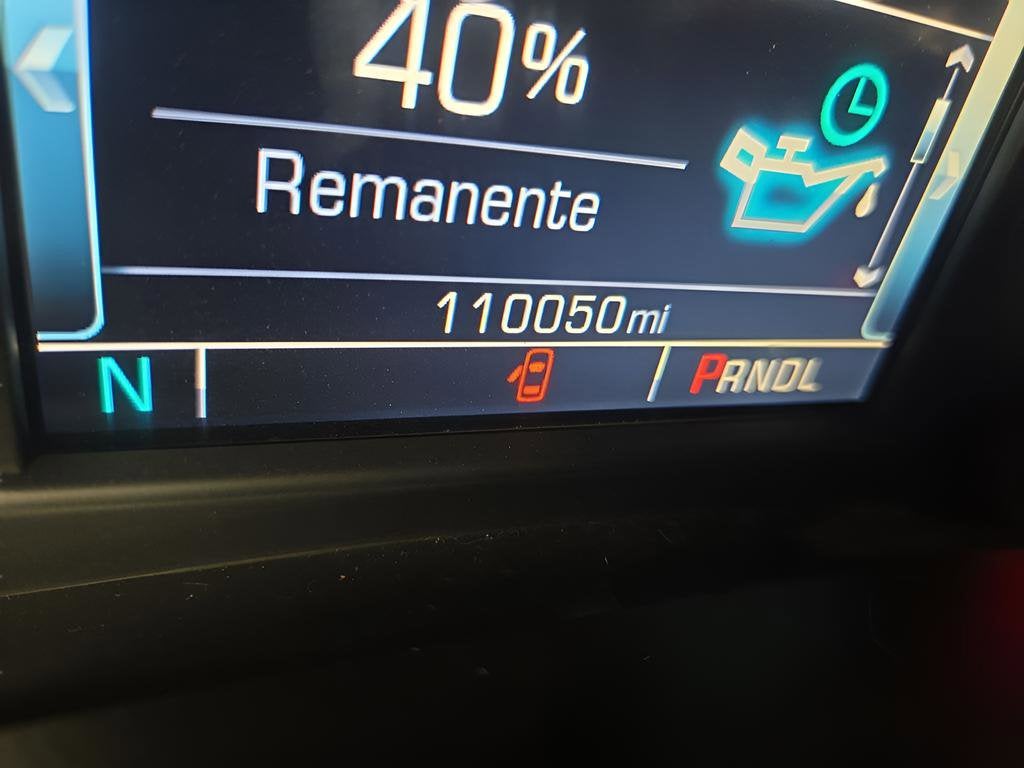 40%
Remanente
110050mi
N PRNDL